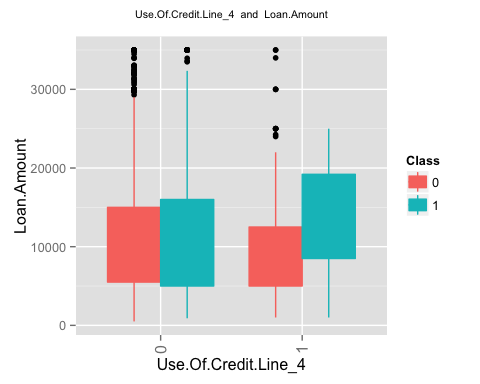 Use.Of.Credit.Line_4 and Loan.Amount
30000
20000
10000
0
Loan.Amount
0
1
Use.Of.Credit.Line_4
Class
0
1